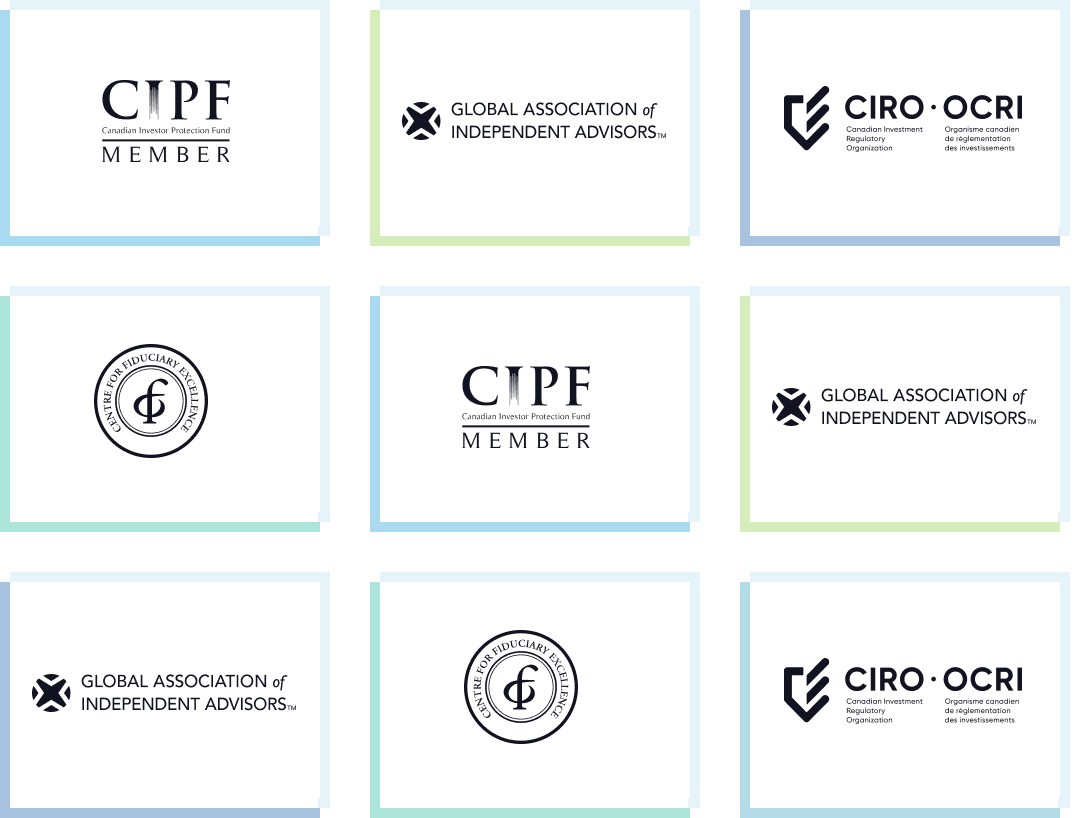 CIPF
Canadian Investor Protection Fund
MEMBER
GLOBAL ASSOCIATION of
INDEPENDENT ADVISORS™
CIRO · OCRI
Canadian Investment
Regulatory
Organization
Organisme canadien
de réglementation
des investissements
CENTRE FOR FIDUCIARY EXCELLENCE
cf
CIPF
Canadian Investor Protection Fund
MEMBER
GLOBAL ASSOCIATION of
INDEPENDENT ADVISORS™
GLOBAL ASSOCIATION of
INDEPENDENT ADVISORS™
CENTRE FOR FIDUCIARY EXCELLENCE
cf
CIRO · OCRI
Canadian Investment
Regulatory
Organization
Organisme canadien
de réglementation
des investissements